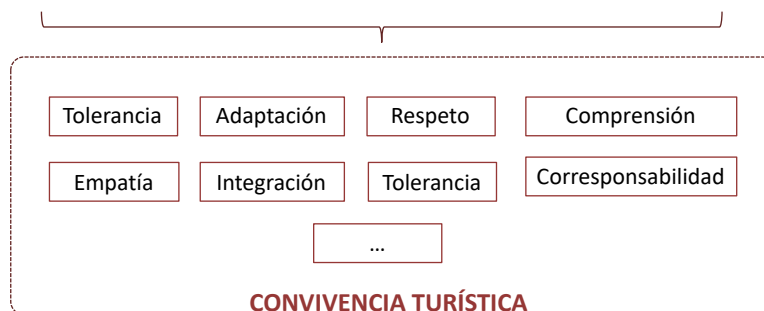 Tolerancia Adaptación Respeto Comprensión
Empatía Integración Tolerancia Corresponsabilidad
...
CONVIVENCIA TURÍSTICA